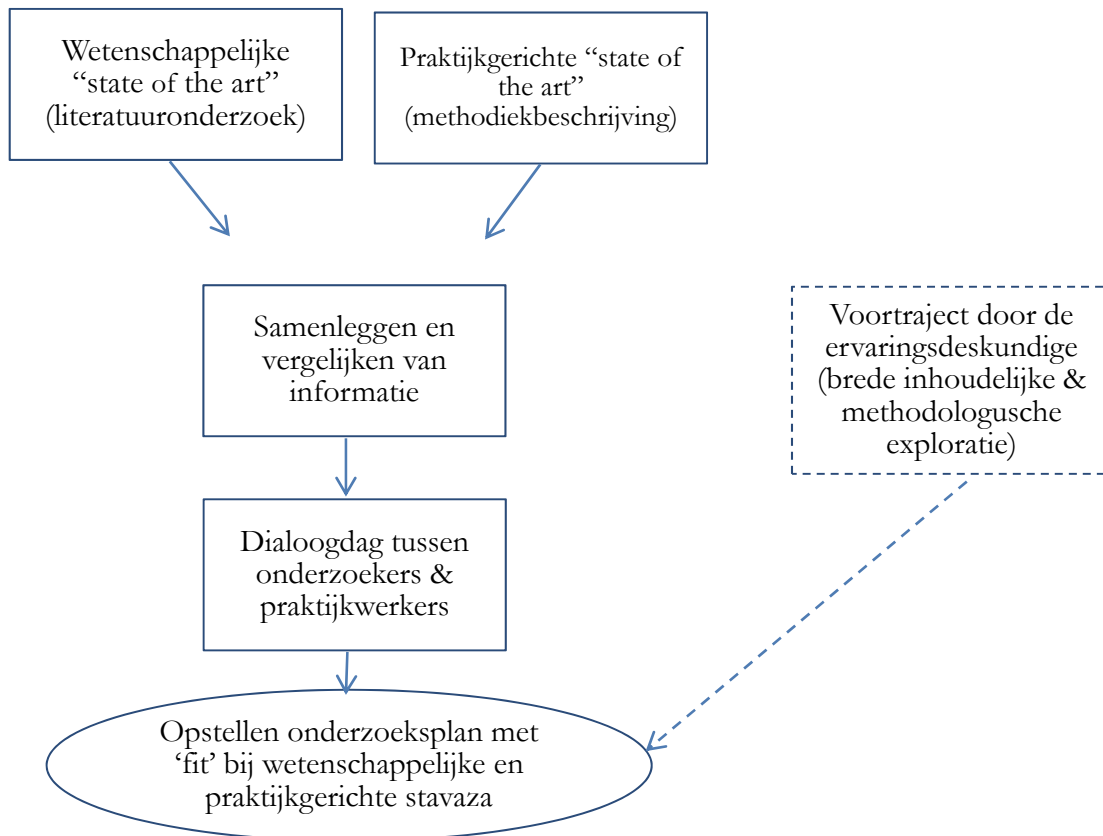 Wetenschappelijke
“state of the art”
(literatuuronderzoek)
Praktijkgerichte “state of
the art”
(methodiekbeschrijving)
Samenleggen en
vergelijken van
informatie
Voortraject door de
ervaringsdeskundige
(brede inhoudelijke &
methodologusche
exploratie)
Dialoogdag tussen
onderzoekers &
praktijkwerkers
Opstellen onderzoeksplan met
‘fit’ bij wetenschappelijke en
praktijkgerichte stavaza